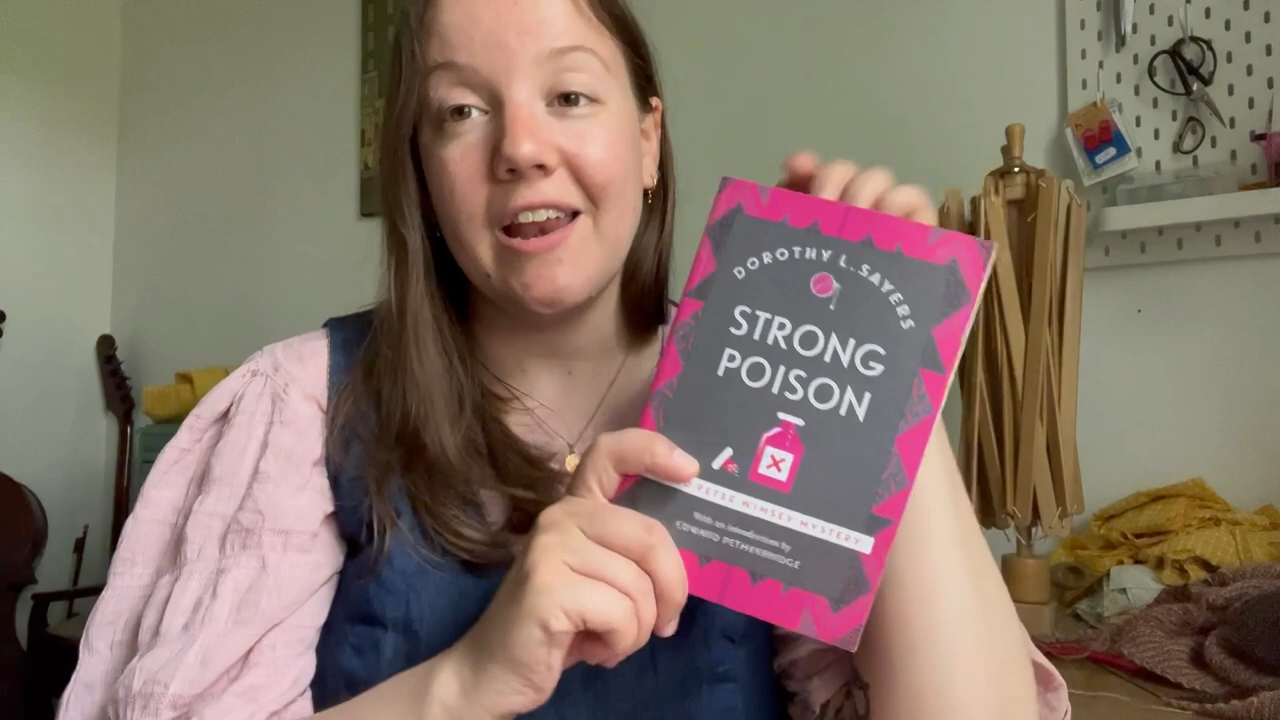 DOROTHY L. SAYERS
STRONG
POISON
PETER WIMSEY MYSTERY
With an introduction by
EDWARD PETHERBRIDGE